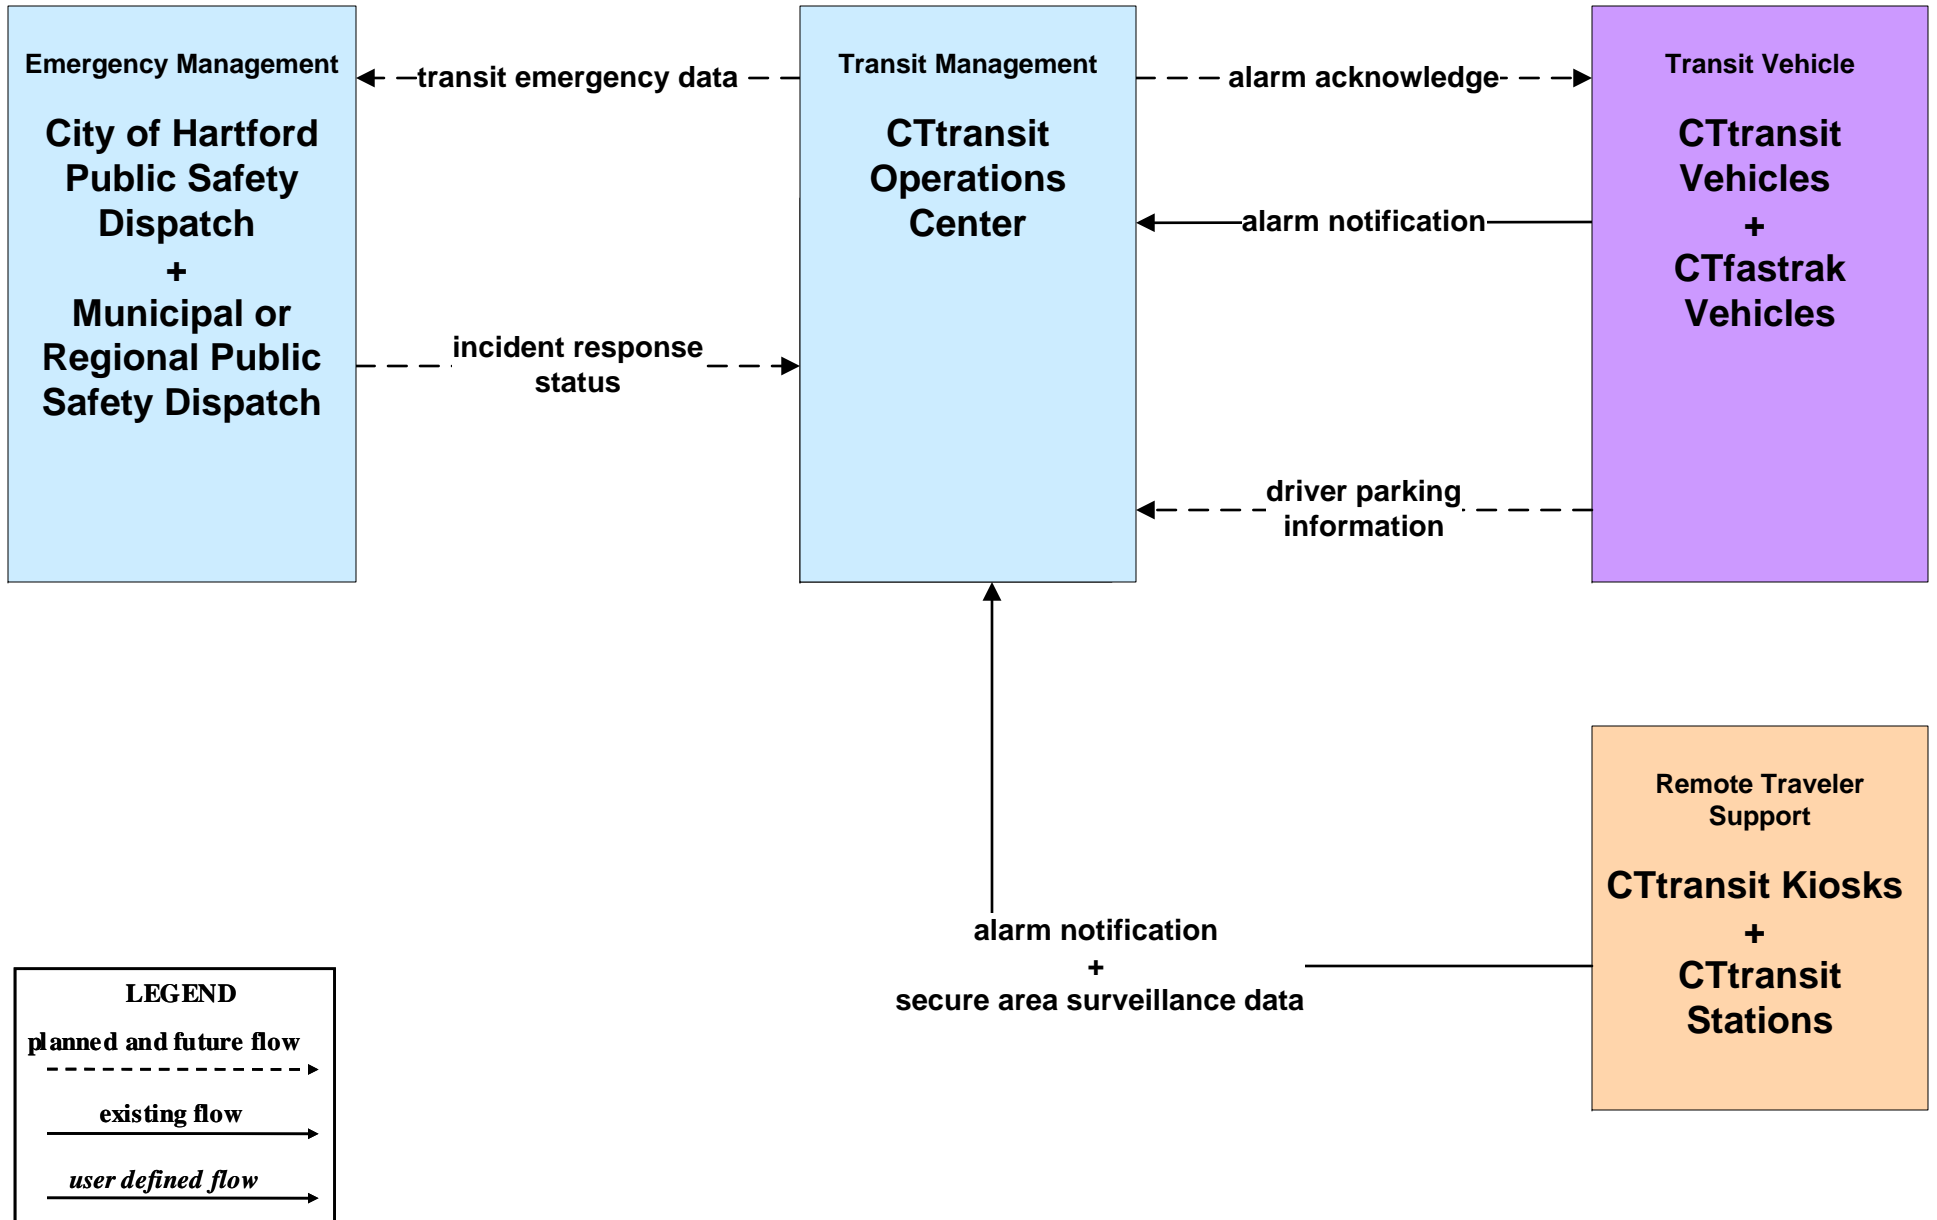 Emergency Management
City of Hartford
Public Safety
Dispatch
+
Municipal or
Regional Public
Safety Dispatch
transit emergency data
incident response
status
Transit Management
CTtransit
Operations
Center
alarm acknowledge
alarm notification
driver parking
information
Transit Vehicle
CTtransit
Vehicles
+
CTfastrak
Vehicles
alarm notification
+
secure area surveillance data
Remote Traveler
Support
CTtransit Kiosks
+
CTtransit
Stations
LEGEND
planned and future flow
existing flow
user defined flow